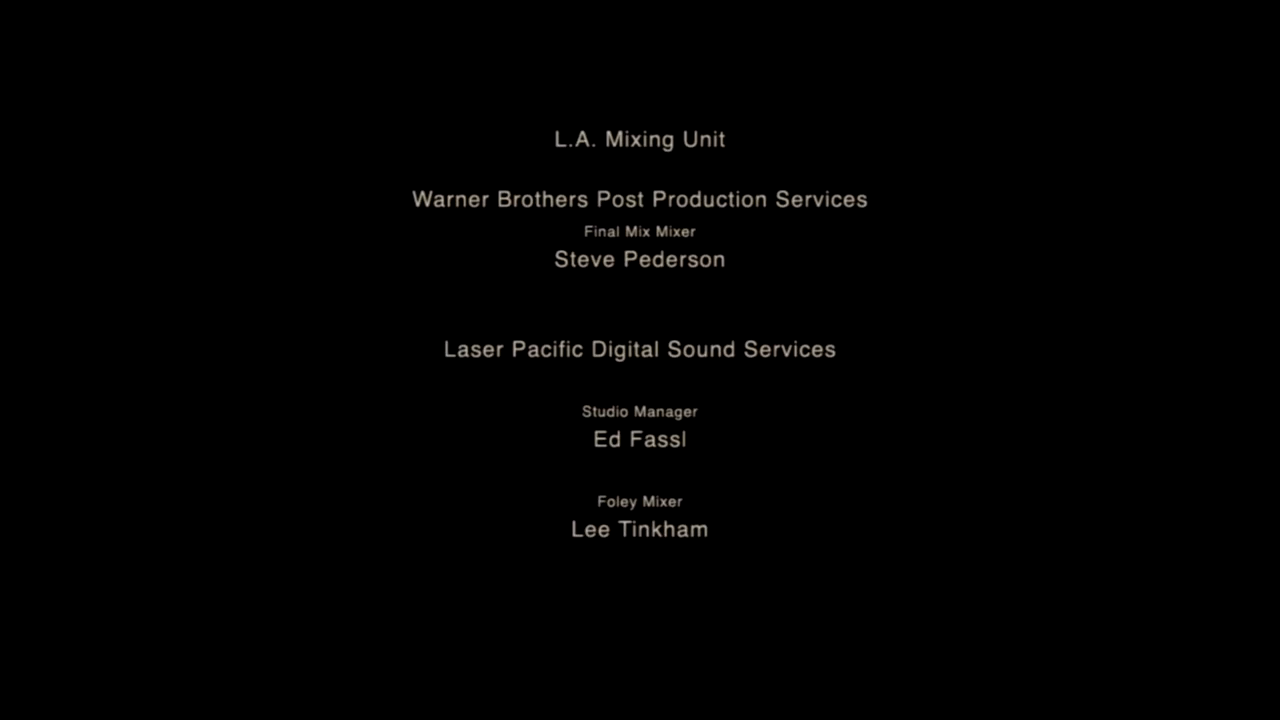 L.A. Mixing Unit
Warner Brothers Post Production Services
Final Mix Mixer
Steve Pederson
Laser Pacific Digital Sound Services
Studio Manager
Ed Fassl
Foley Mixer
Lee Tinkham